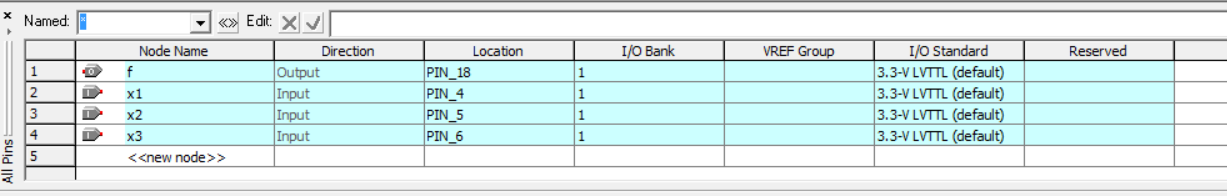 Named: * Edit:
Node Name Direction Location I/O Bank VREF Group I/O Standard Reserved
1 f Output PIN_18 1 3.3-V LVTTL (default)
2 x1 Input PIN_4 1 3.3-V LVTTL (default)
3 x2 Input PIN_5 1 3.3-V LVTTL (default)
4 x3 Input PIN_6 1 3.3-V LVTTL (default)
5 <<new node>>
All Pins